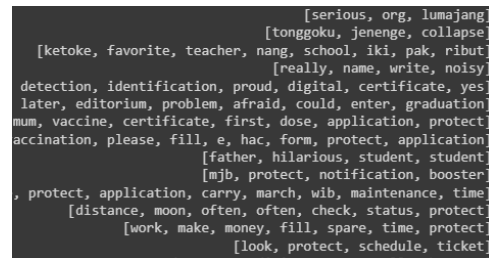 [serious, org, lumajang]
[tonggoku, jenenge, collapse]
[ketoke, favorite, teacher, nang, school, iki, pak, ribut]
[really, name, write, noisy]
detection, identification, proud, digital, certificate, yes]
later, editorium, problem, afraid, could, enter, graduation]
mum, vaccine, certificate, first, dose, application, protect]
accination, please, fill, e, hac, form, protect, application]
[father, hilarious, student, student]
[mjb, protect, notification, booster]
, protect, application, carry, march, wib, maintenance, time]
[distance, moon, often, often, check, status, protect]
[work, make, money, fill, spare, time, protect]
[look, protect, schedule, ticket]